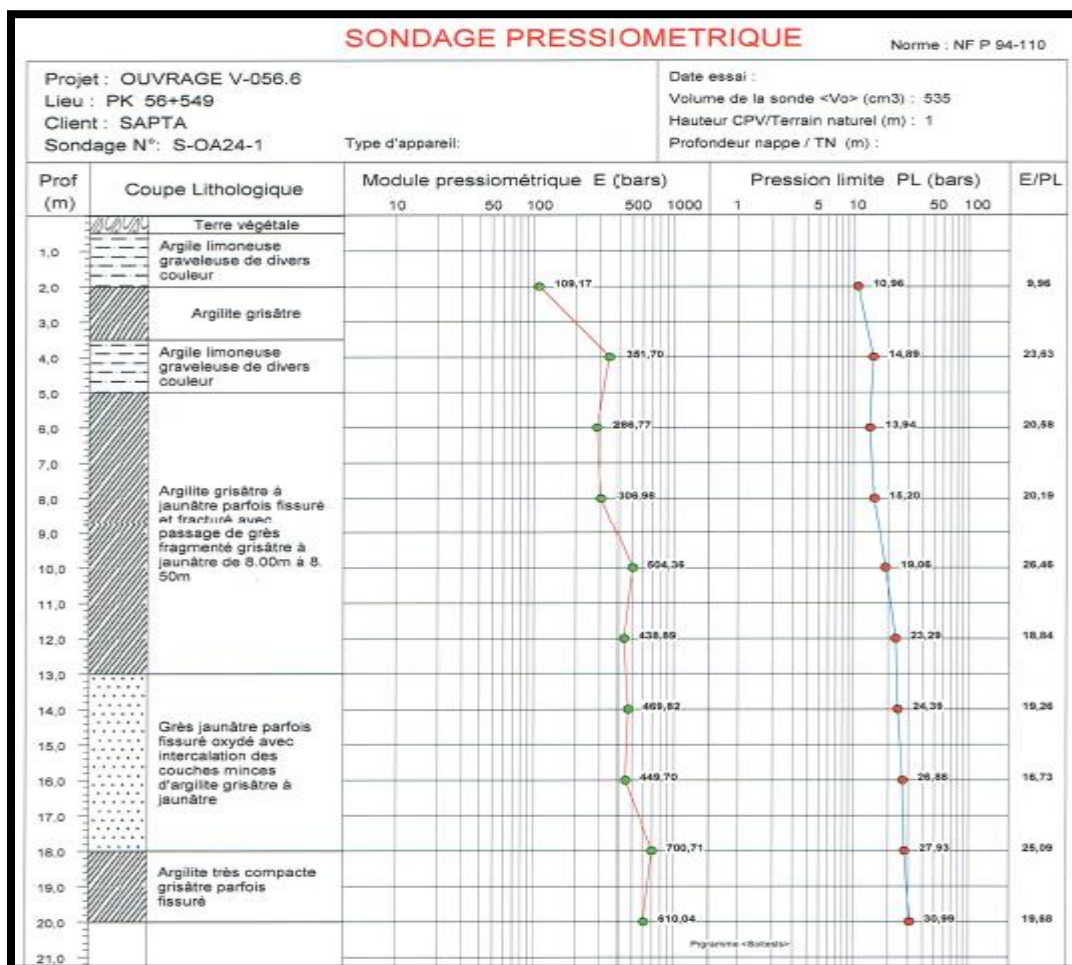 SONDAGE PRESSIOMETRIQUE
Norme : NF P 94-110
Projet : OUVRAGE V-056.6
Lieu : PK 56+549
Client : SAPTA
Sondage N°: S-OA24-1
Type d'appareil:
Date essai :
Volume de la sonde <Vo> (cm3) : 535
Hauteur CPV/Terrain naturel (m) : 1
Profondeur nappe / TN (m) :
Prof (m)
Coupe Lithologique
Module pressiométrique E (bars)
10 50 100 500 1000
Pression limite PL (bars)
1 5 10 50 100
E/PL
Terre végétale
1,0
Argile limoneuse
graveleuse de divers
couleur
2,0 109,17 10,96 9,96
Argilite grisâtre
3,0
Argile limoneuse
graveleuse de divers
couleur
4,0 351,70 14,89 23,63
5,0
6,0 286,77 13,94 20,58
7,0
8,0 306,98 15,20 20,19
Argilite grisâtre à
jaunâtre parfois fissuré
et fracturé avec
passage de grès
fragmenté grisâtre à
jaunâtre de 8.00m à 8.
50m
9,0
10,0 504,36 19,06 26,46
11,0
12,0 438,89 23,29 18,84
13,0
14,0 469,82 24,39 19,26
Grès jaunâtre parfois
fissuré oxydé avec
intercalation des
couches minces
d'argilite grisâtre à
jaunâtre
15,0
16,0 449,70 26,88 16,73
17,0
18,0 700,71 27,93 25,09
Argilite très compacte
grisâtre parfois
fissuré
19,0
20,0 610,04 30,99 19,68
21,0